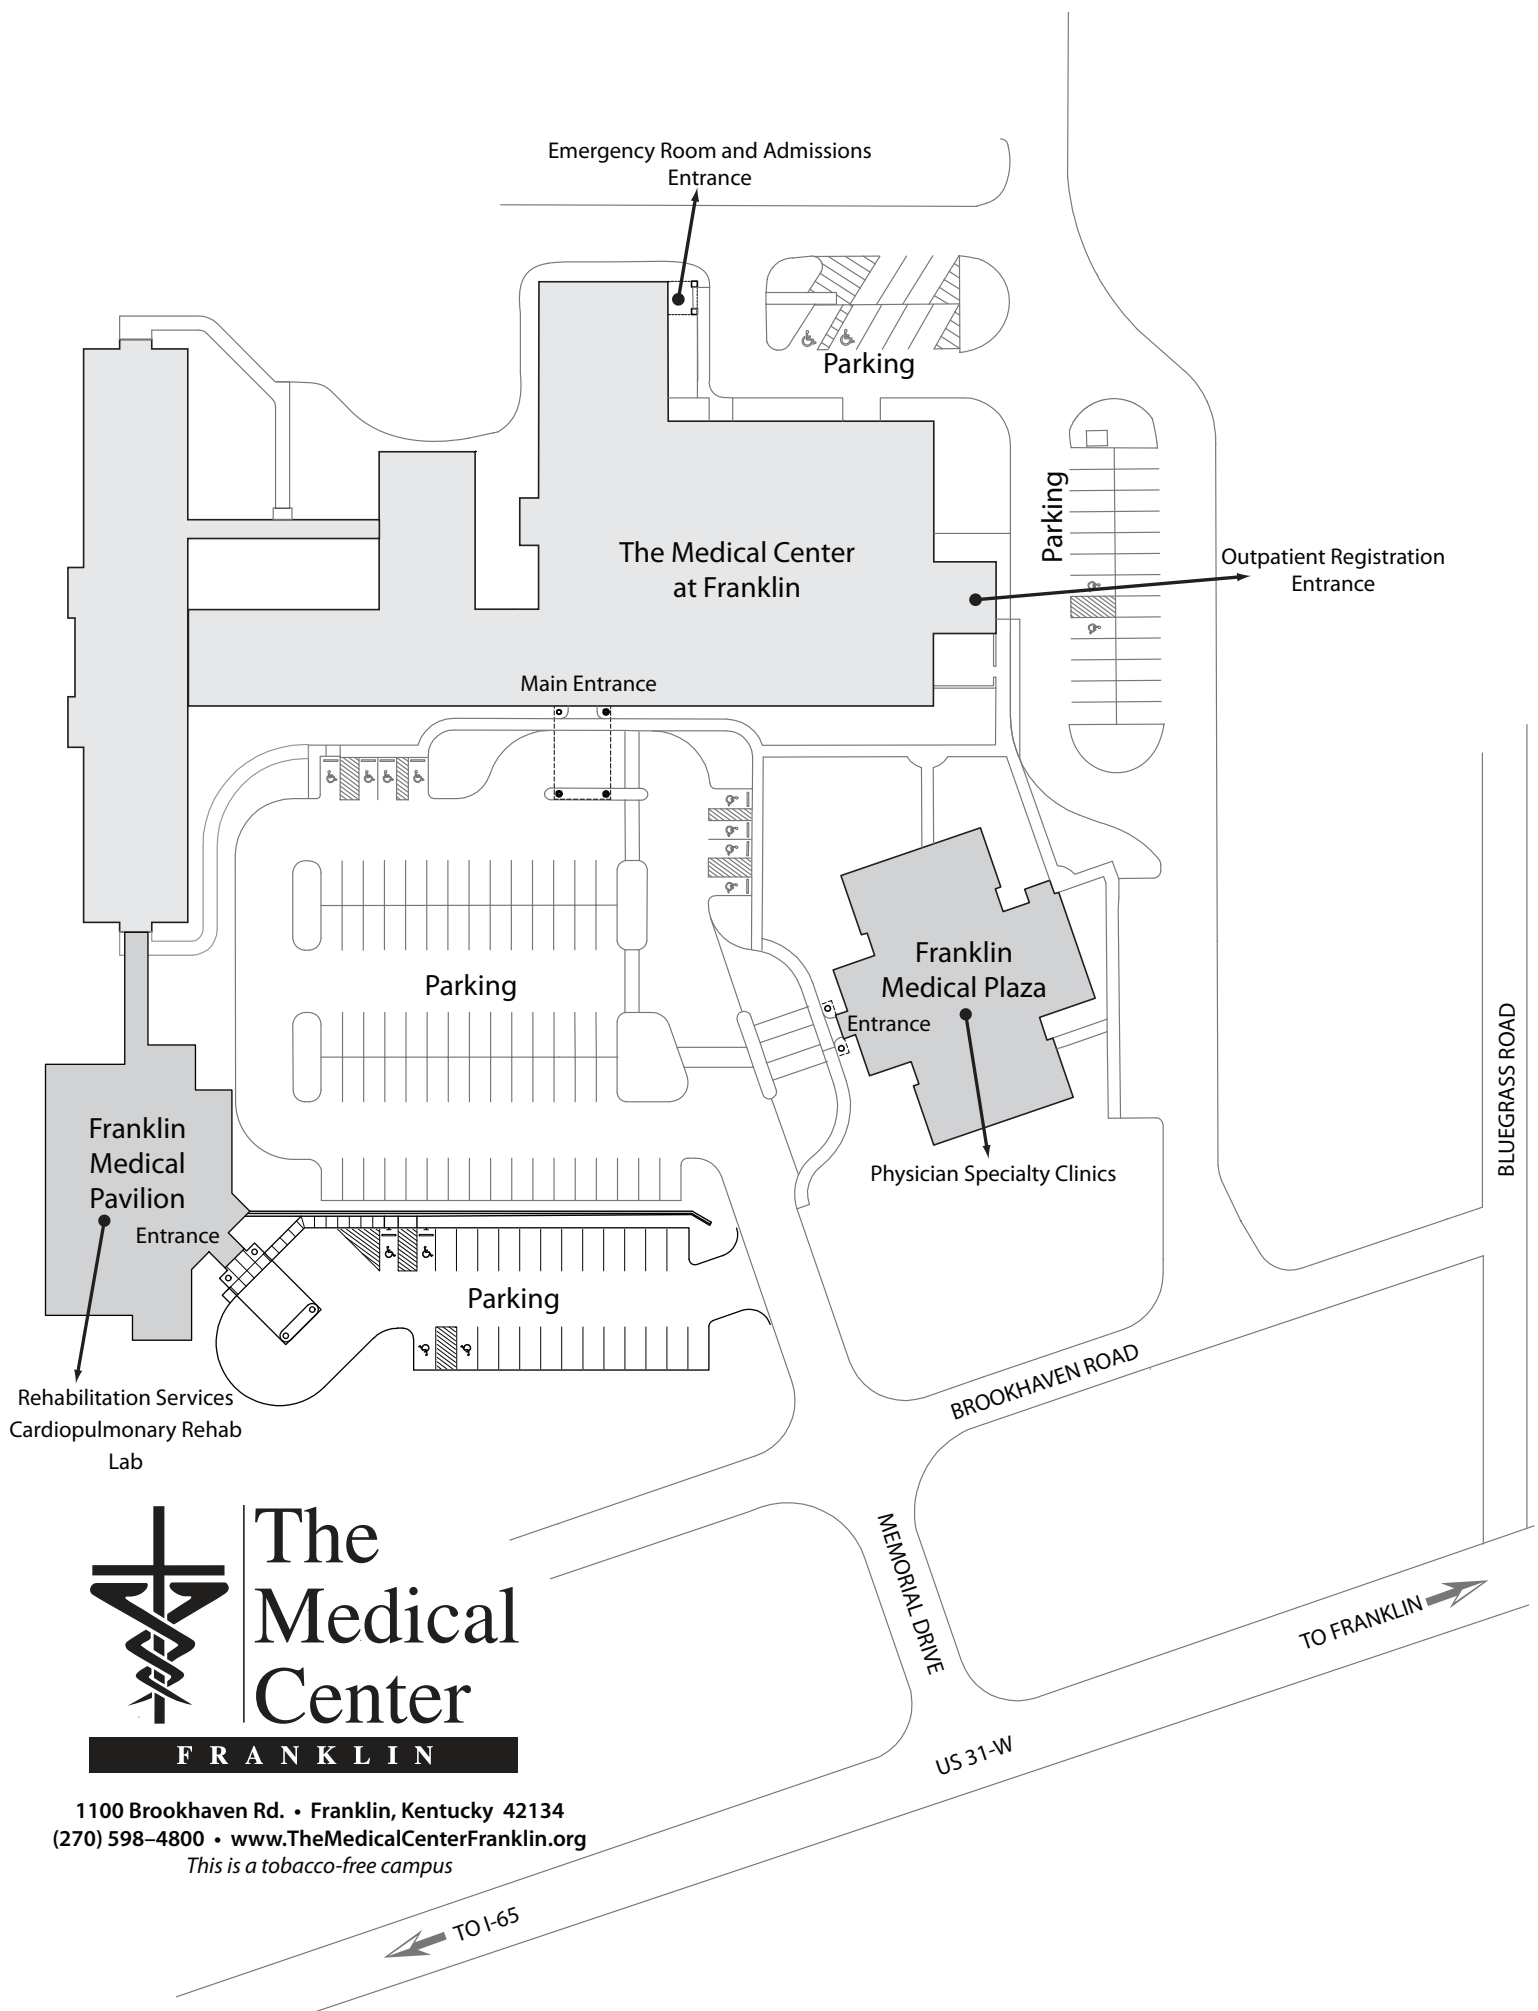 Emergency Room and Admissions
Entrance
Parking
Parking
Outpatient Registration
Entrance
The Medical Center
at Franklin
Main Entrance
Parking
Franklin
Medical Plaza
Entrance
Physician Specialty Clinics
BLUEGRASS ROAD
Franklin
Medical
Pavilion
Entrance
Parking
Rehabilitation Services
Cardiopulmonary Rehab
Lab
BROOKHAVEN ROAD
MEMORIAL DRIVE
TO FRANKLIN
US 31-W
TO I-65
The
Medical
Center
FRANKLIN
1100 Brookhaven Rd. • Franklin, Kentucky 42134
(270) 598–4800 • www.TheMedicalCenterFranklin.org
This is a tobacco-free campus